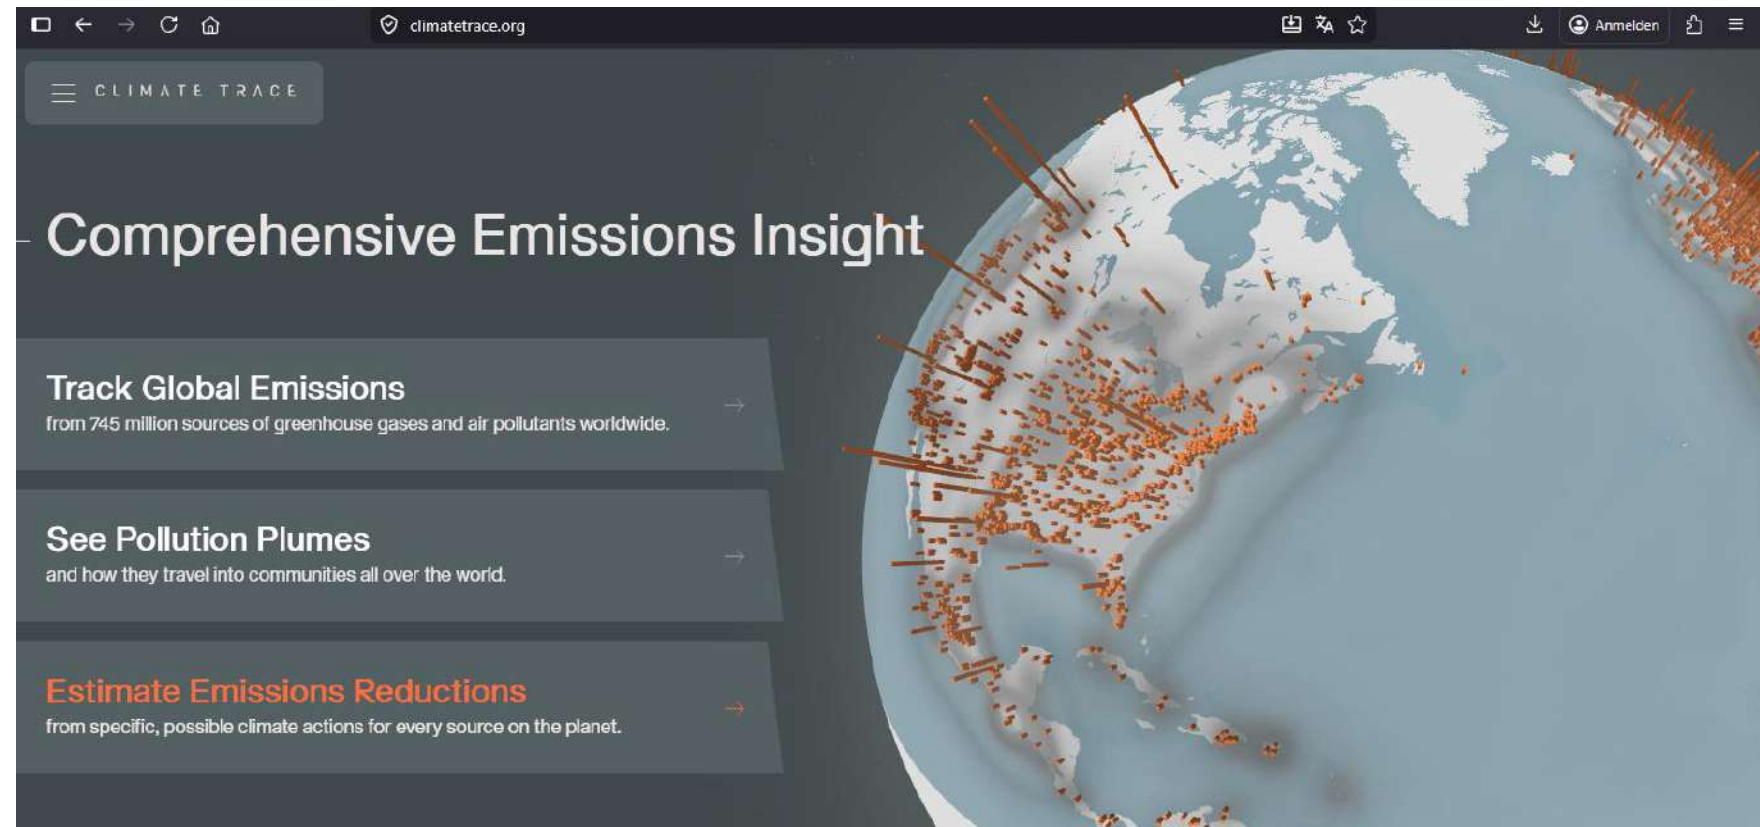 climatetrace.org
Anmelden
CLIMATE TRACE
Comprehensive Emissions Insight
Track Global Emissions
from 745 million sources of greenhouse gases and air pollutants worldwide.
See Pollution Plumes
and how they travel into communities all over the world.
Estimate Emissions Reductions
from specific, possible climate actions for every source on the planet.